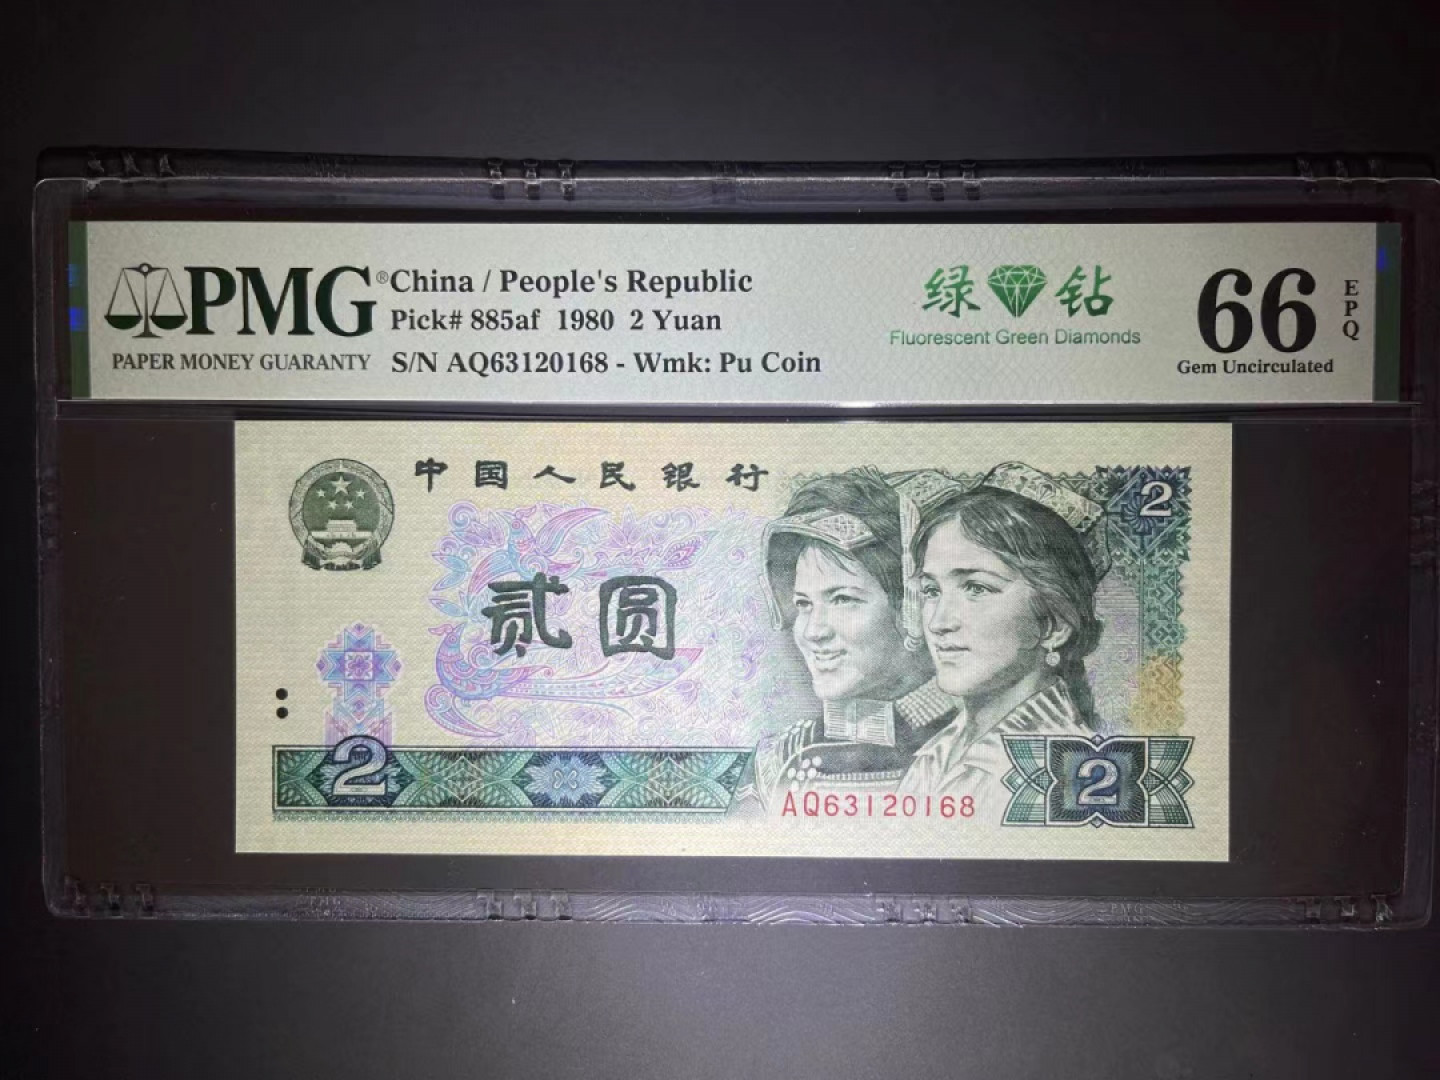 PMG® China / People's Republic
Pick# 885af 1980 2 Yuan
PAPER MONEY GUARANTY S/N AQ63120168 - Wmk: Pu Coin
绿 钻
Fluorescent Green Diamonds
66 EPQ
Gem Uncirculated
中国人民银行
2
贰圆
2
2
AQ63120168